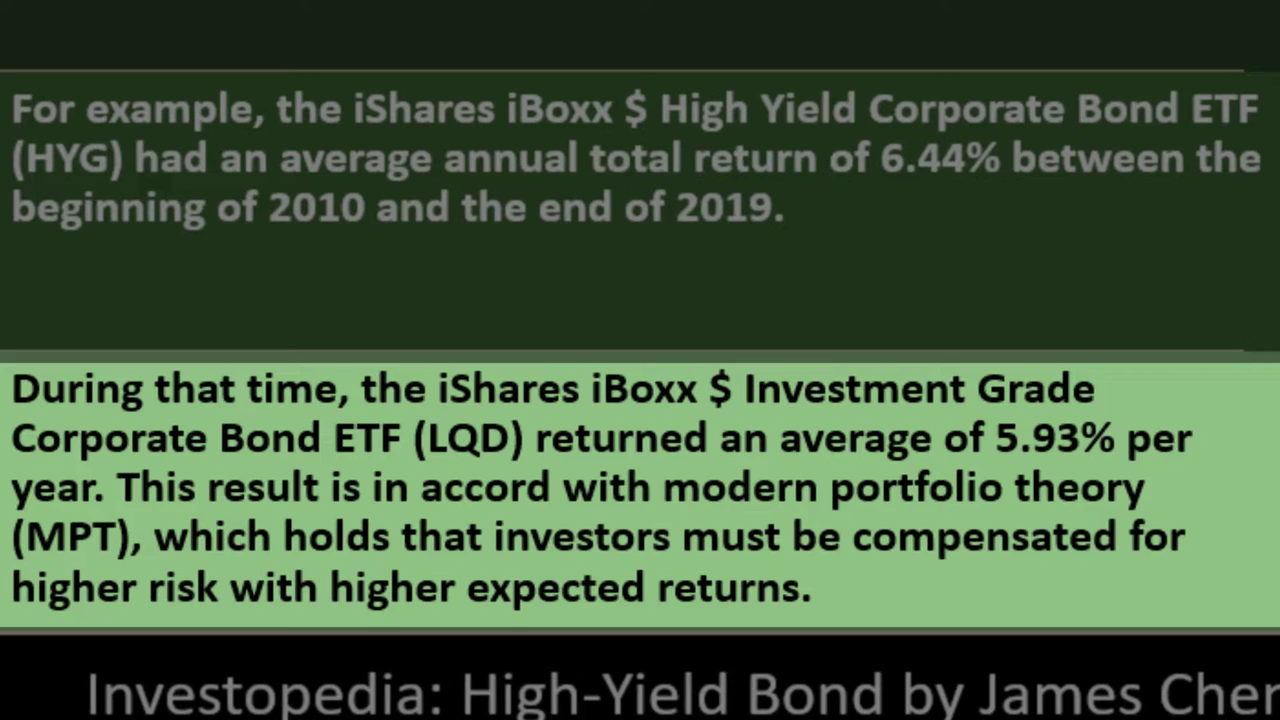 For example, the iShares iBoxx $ High Yield Corporate Bond ETF
(HYG) had an average annual total return of 6.44% between the
beginning of 2010 and the end of 2019.
During that time, the iShares iBoxx $ Investment Grade
Corporate Bond ETF (LQD) returned an average of 5.93% per
year. This result is in accord with modern portfolio theory
(MPT), which holds that investors must be compensated for
higher risk with higher expected returns.
Investopedia: High-Yield Bond by James